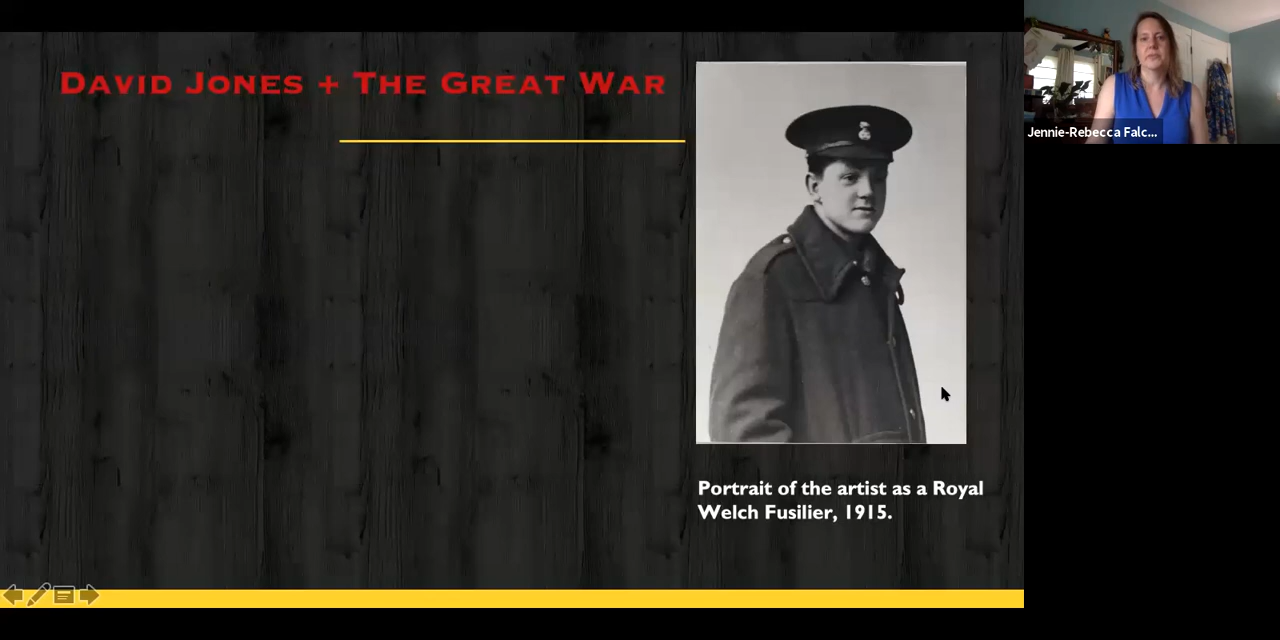 David Jones + The Great War
Jennie-Rebecca Falc...
Portrait of the artist as a Royal
Welch Fusilier, 1915.